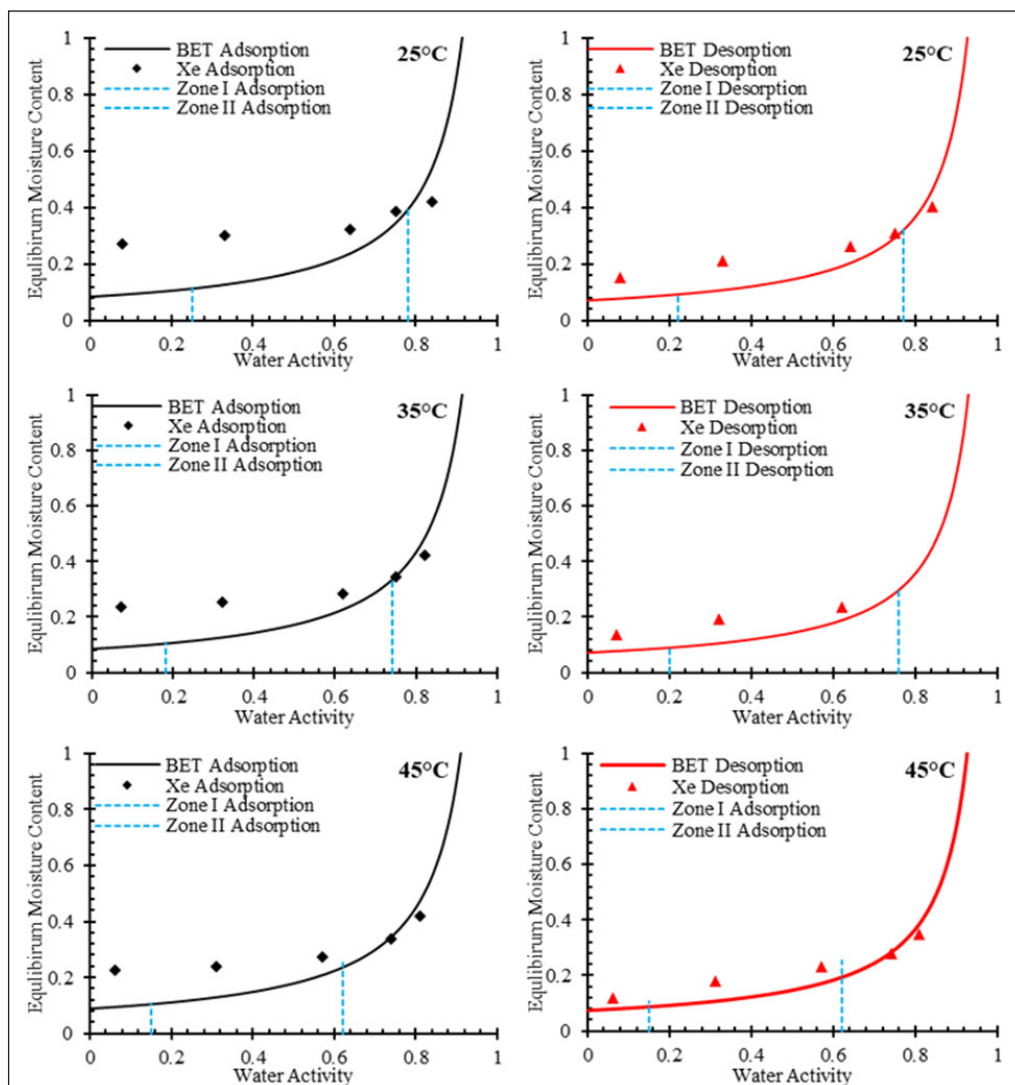 1
BET Adsorption
25°C
Xe Adsorption
0.8
Zone I Adsorption
Zone II Adsorption
0.6
0.4
0.2
0
0 0.2 0.4 0.6 0.8 1
Water Activity
Equlibirum Moisture Content
1
BET Desorption
25°C
Xe Desorption
0.8
Zone I Desorption
Zone II Desorption
0.6
0.4
0.2
0
0 0.2 0.4 0.6 0.8 1
Water Activity
Equlibirum Moisture Content
1
BET Adsorption
35°C
Xe Adsorption
0.8
Zone I Adsorption
Zone II Adsorption
0.6
0.4
0.2
0
0 0.2 0.4 0.6 0.8 1
Water Activity
Equlibirum Moisture Content
1
BET Desorption
35°C
Xe Desorption
0.8
Zone I Desorption
Zone II Desorption
0.6
0.4
0.2
0
0 0.2 0.4 0.6 0.8 1
Water Activity
Equlibirum Moisture Content
1
BET Adsorption
45°C
Xe Adsorption
0.8
Zone I Adsorption
Zone II Adsorption
0.6
0.4
0.2
0
0 0.2 0.4 0.6 0.8 1
Water Activity
Equlibirum Moisture Content
1
BET Desorption
45°C
Xe Desorption
0.8
Zone I Adsorption
Zone II Adsorption
0.6
0.4
0.2
0
0 0.2 0.4 0.6 0.8 1
Water Activity
Equlibirum Moisture Content